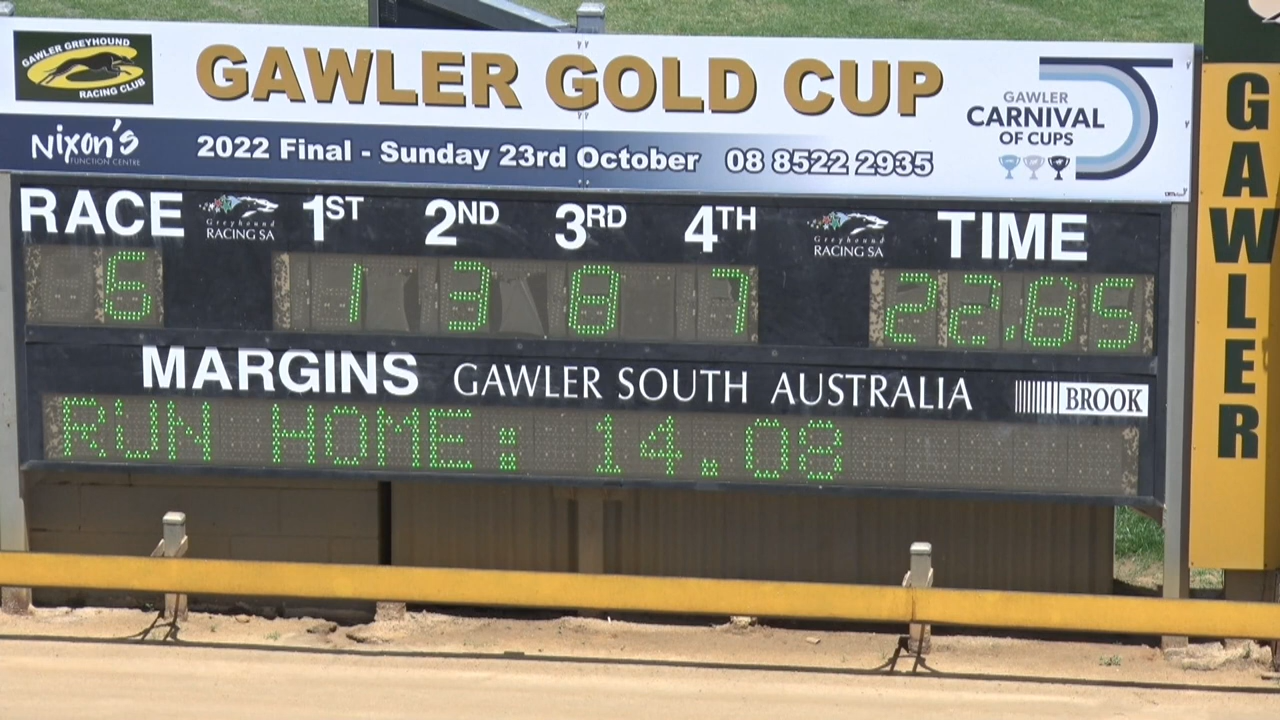 GAWLER GREYHOUND
RACING CLUB
GAWLER GOLD CUP
GAWLER
CARNIVAL
OF CUPS
Nixon's
FUNCTION CENTRE
2022 Final - Sunday 23rd October 08 8522 2935
RACE Greyhound RACING SA 1ST 2ND 3RD 4TH Greyhound RACING SA TIME
6 1 3 8 7 22.85
MARGINS GAWLER SOUTH AUSTRALIA BROOK
RUN HOME: 14.08
GAWLER